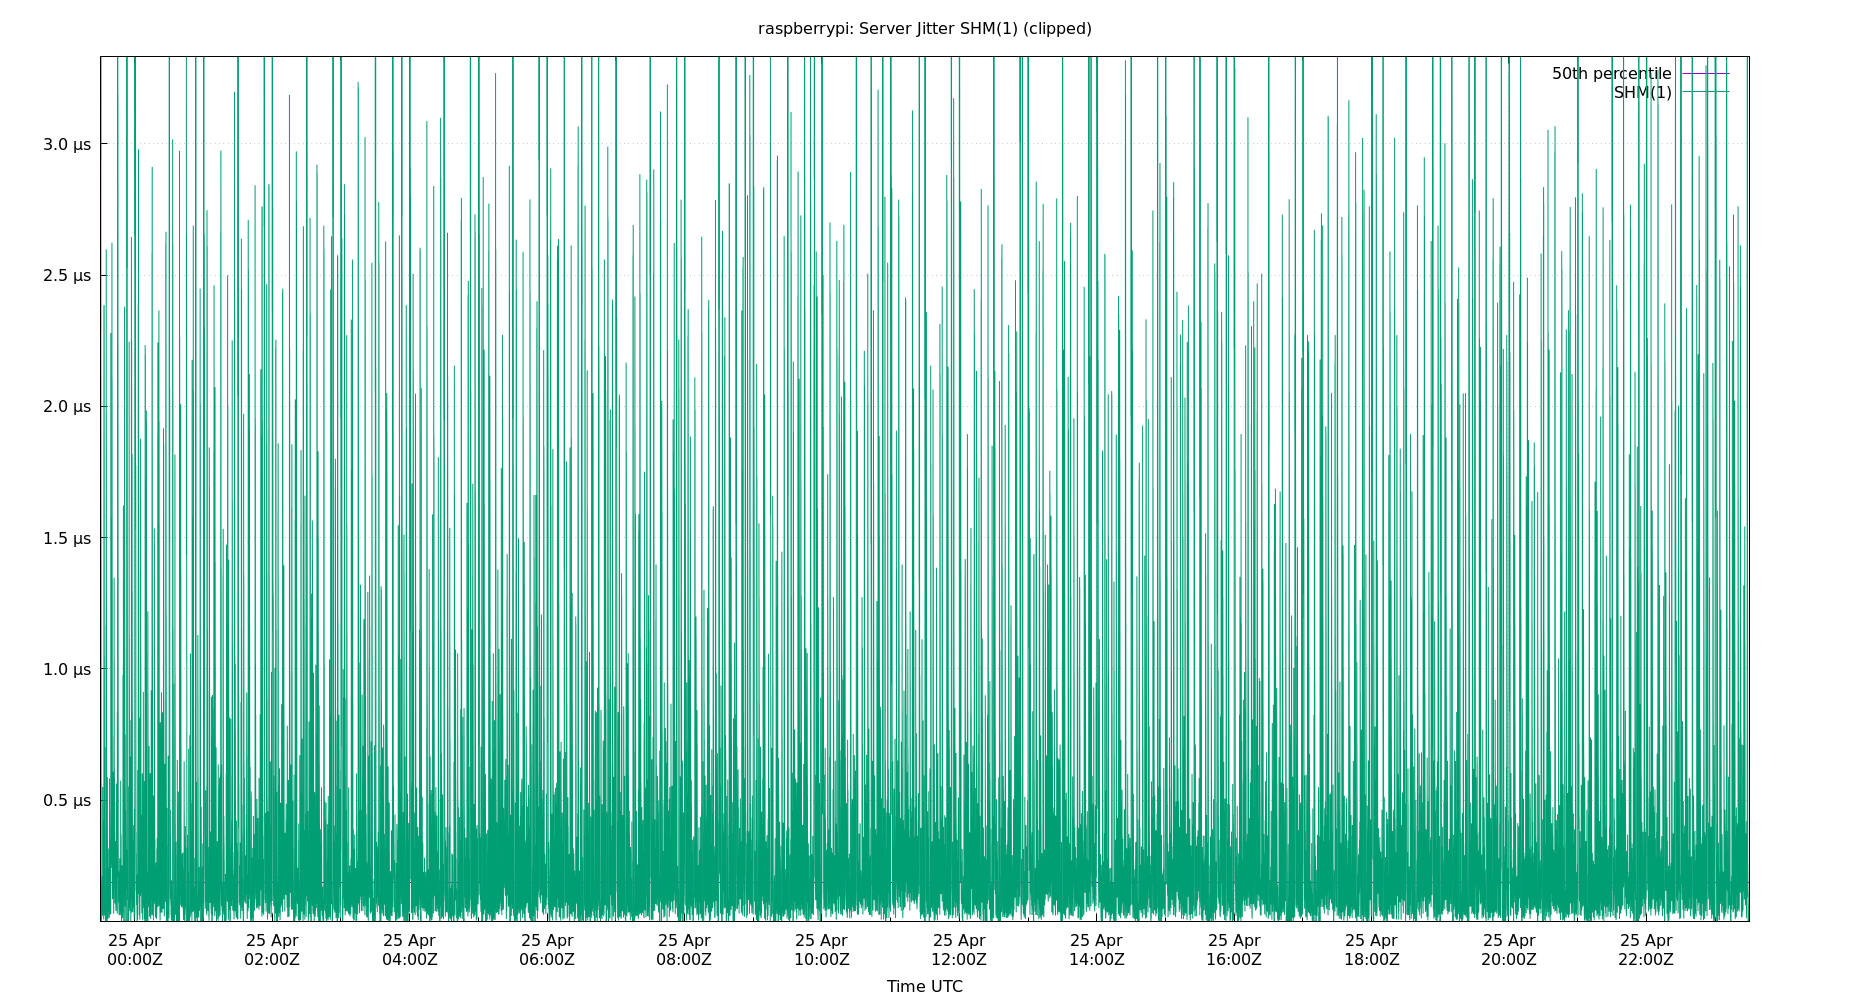 raspberrypi: Server Jitter SHM(1) (clipped)
50th percentile
SHM(1)
3.0 µs
2.5 µs
2.0 µs
1.5 µs
1.0 µs
0.5 µs
25 Apr 25 Apr 25 Apr 25 Apr 25 Apr 25 Apr 25 Apr 25 Apr 25 Apr 25 Apr 25 Apr 25 Apr
00:00Z 02:00Z 04:00Z 06:00Z 08:00Z 10:00Z 12:00Z 14:00Z 16:00Z 18:00Z 20:00Z 22:00Z
Time UTC